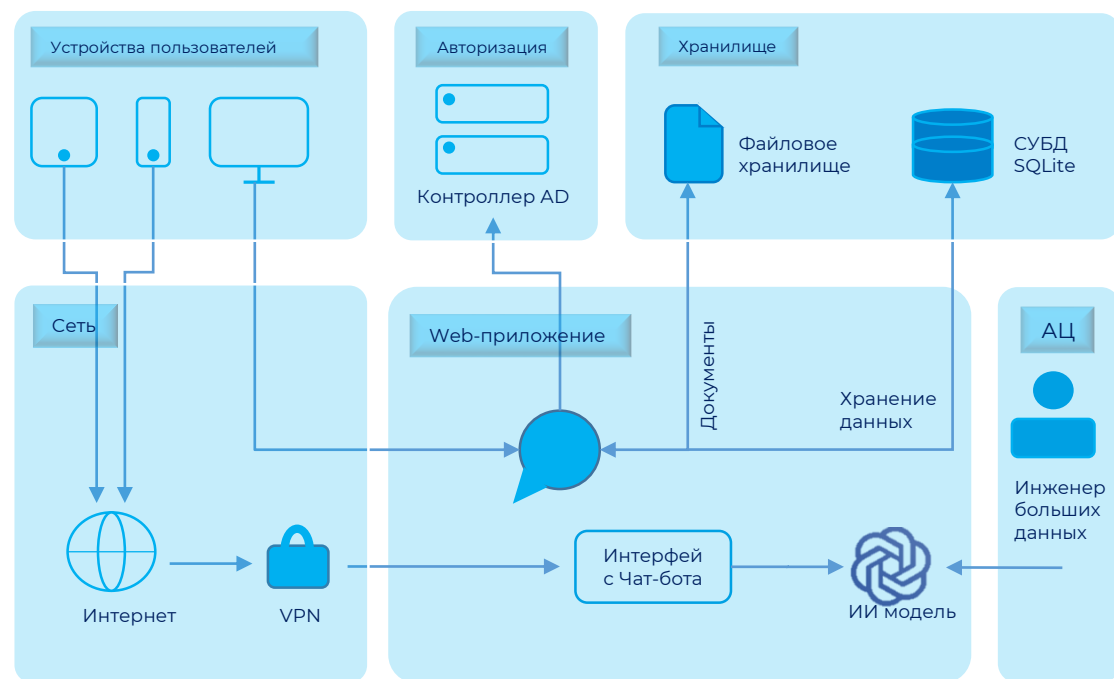 Устройства пользователей
Авторизация
Хранилище
Контроллер AD
Файловое
хранилище
СУБД
SQLite
Сеть
Web-приложение
АЦ
Документы
Хранение
данных
Инженер
больших
данных
Интерфей
с Чат-бота
Интернет
VPN
ИИ модель